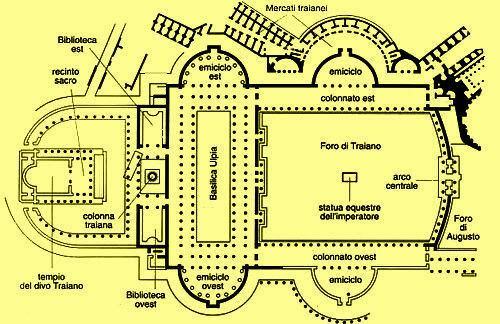 Mercati traianei
Biblioteca
est
recinto
sacro
emiciclo
est
emiciclo
colonnato est
Basilica Ulpia
Foro di Traiano
arco
centrale
statua equestre
dell'imperatore
colonna
traiana
Foro
di
Augusto
colonnato ovest
tempio
del divo Traiano
Biblioteca
ovest
emiciclo
ovest
emiciclo